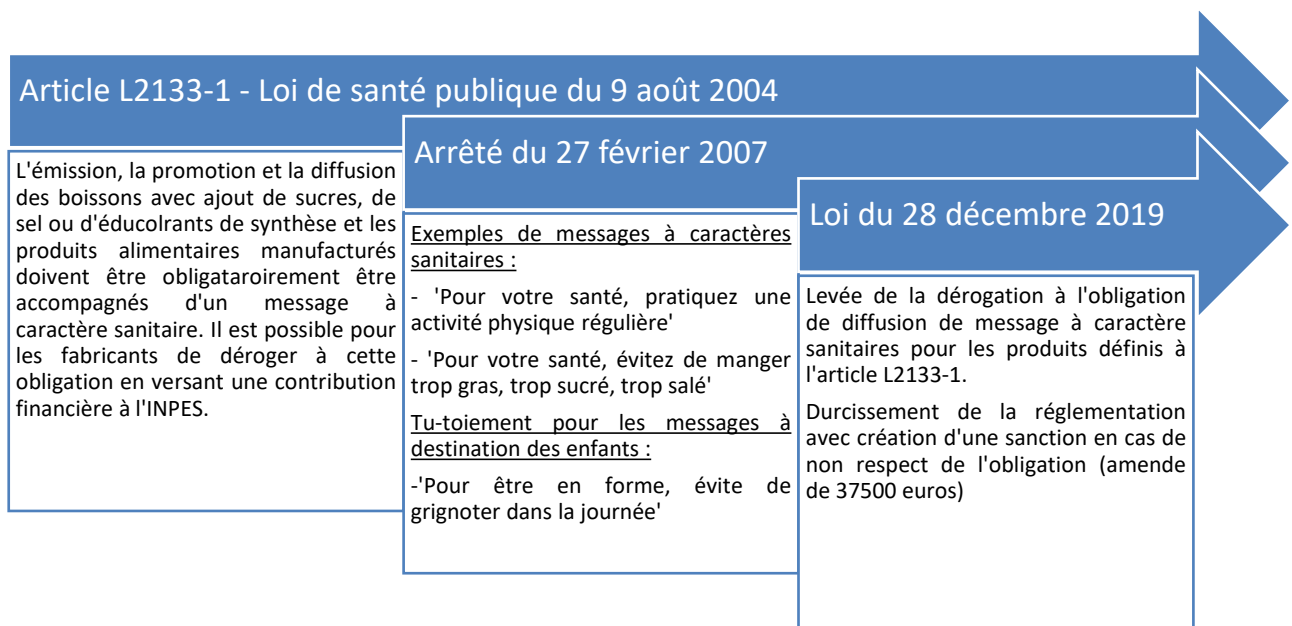 Article L2133-1 - Loi de santé publique du 9 août 2004
L'émission, la promotion et la diffusion
des boissons avec ajout de sucres, de
sel ou d'éducolrants de synthèse et les
produits alimentaires manufacturés
doivent être obligataroirement être
accompagnés d'un message à
caractère sanitaire. Il est possible pour
les fabricants de déroger à cette
obligation en versant une contribution
financière à l'INPES.
Arrêté du 27 février 2007
Exemples de messages à caractères
sanitaires :
- 'Pour votre santé, pratiquez une
activité physique régulière'
- 'Pour votre santé, évitez de manger
trop gras, trop sucré, trop salé'
Tu-toiement pour les messages à
destination des enfants :
-'Pour être en forme, évite de
grignoter dans la journée'
Loi du 28 décembre 2019
Levée de la dérogation à l'obligation
de diffusion de message à caractère
sanitaires pour les produits définis à
l'article L2133-1.
Durcissement de la réglementation
avec création d'une sanction en cas de
non respect de l'obligation (amende
de 37500 euros)